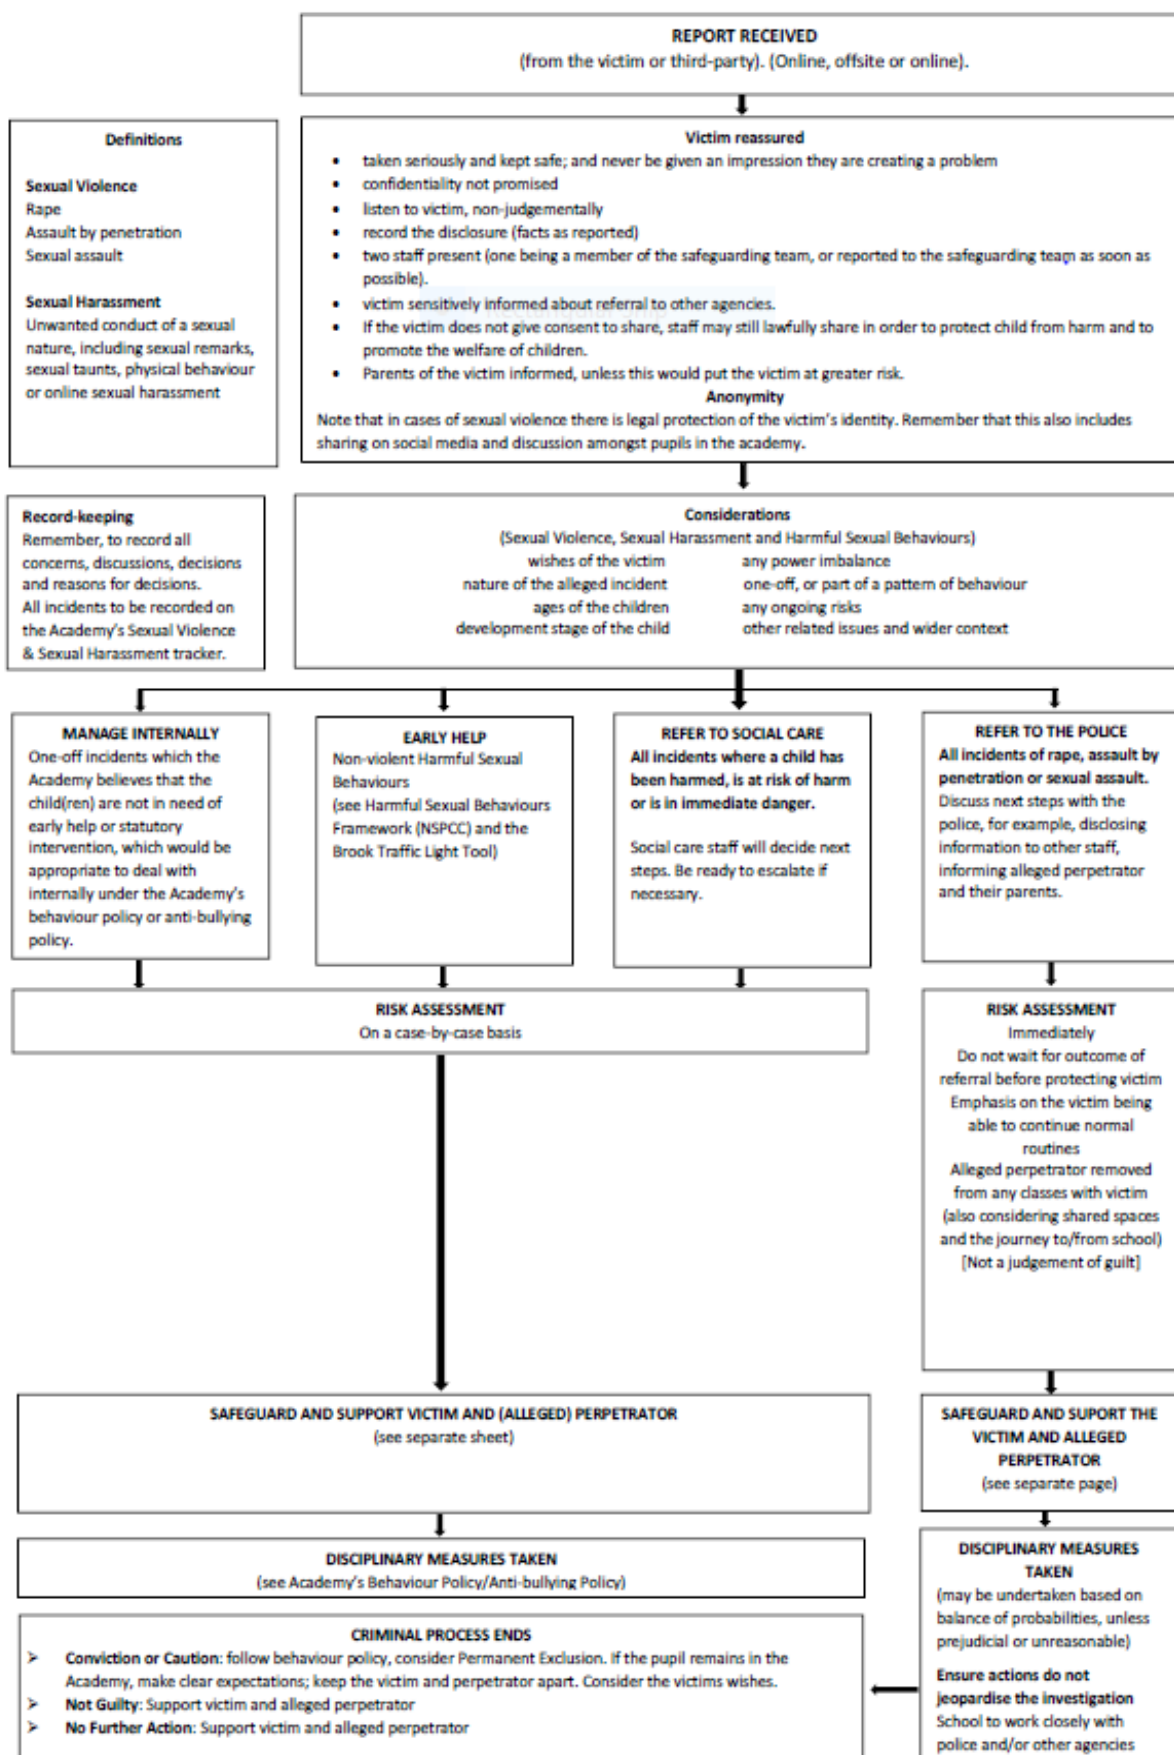 REPORT RECEIVED
(from the victim or third-party). (Online, offsite or online).
Definitions
Sexual Violence
Rape
Assault by penetration
Sexual assault
Sexual Harassment
Unwanted conduct of a sexual
nature, including sexual remarks,
sexual taunts, physical behaviour
or online sexual harassment
Victim reassured
• taken seriously and kept safe; and never be given an impression they are creating a problem
• confidentiality not promised
• listen to victim, non-judgementally
• record the disclosure (facts as reported)
• two staff present (one being a member of the safeguarding team, or reported to the safeguarding team as soon as
possible).
• victim sensitively informed about referral to other agencies.
• If the victim does not give consent to share, staff may still lawfully share in order to protect child from harm and to
promote the welfare of children.
• Parents of the victim informed, unless this would put the victim at greater risk.
Anonymity
Note that in cases of sexual violence there is legal protection of the victim's identity. Remember that this also includes
sharing on social media and discussion amongst pupils in the academy.
Record-keeping
Remember, to record all
concerns, discussions, decisions
and reasons for decisions.
All incidents to be recorded on
the Academy's Sexual Violence
& Sexual Harassment tracker.
Considerations
(Sexual Violence, Sexual Harassment and Harmful Sexual Behaviours)
wishes of the victim any power imbalance
nature of the alleged incident one-off, or part of a pattern of behaviour
ages of the children any ongoing risks
development stage of the child other related issues and wider context
MANAGE INTERNALLY
One-off incidents which the
Academy believes that the
child(ren) are not in need of
early help or statutory
intervention, which would be
appropriate to deal with
internally under the Academy's
behaviour policy or anti-bullying
policy.
EARLY HELP
Non-violent Harmful Sexual
Behaviours
(see Harmful Sexual Behaviours
Framework (NSPCC) and the
Brook Traffic Light Tool)
REFER TO SOCIAL CARE
All incidents where a child has
been harmed, is at risk of harm
or is in immediate danger.
Social care staff will decide next
steps. Be ready to escalate if
necessary.
REFER TO THE POLICE
All incidents of rape, assault by
penetration or sexual assault.
Discuss next steps with the
police, for example, disclosing
information to other staff,
informing alleged perpetrator
and their parents.
RISK ASSESSMENT
On a case-by-case basis
RISK ASSESSMENT
Immediately
Do not wait for outcome of
referral before protecting victim
Emphasis on the victim being
able to continue normal
routines
Alleged perpetrator removed
from any classes with victim
(also considering shared spaces
and the journey to/from school)
[Not a judgement of guilt]
SAFEGUARD AND SUPPORT VICTIM AND (ALLEGED) PERPETRATOR
(see separate sheet)
SAFEGUARD AND SUPORT THE
VICTIM AND ALLEGED
PERPETRATOR
(see separate page)
DISCIPLINARY MEASURES TAKEN
(see Academy's Behaviour Policy/Anti-bullying Policy)
DISCIPLINARY MEASURES
TAKEN
(may be undertaken based on
balance of probabilities, unless
prejudicial or unreasonable)
Ensure actions do not
jeopardise the investigation
School to work closely with
police and/or other agencies
CRIMINAL PROCESS ENDS
➢ Conviction or Caution: follow behaviour policy, consider Permanent Exclusion. If the pupil remains in the
Academy, make clear expectations; keep the victim and perpetrator apart. Consider the victims wishes.
➢ Not Guilty: Support victim and alleged perpetrator
➢ No Further Action: Support victim and alleged perpetrator